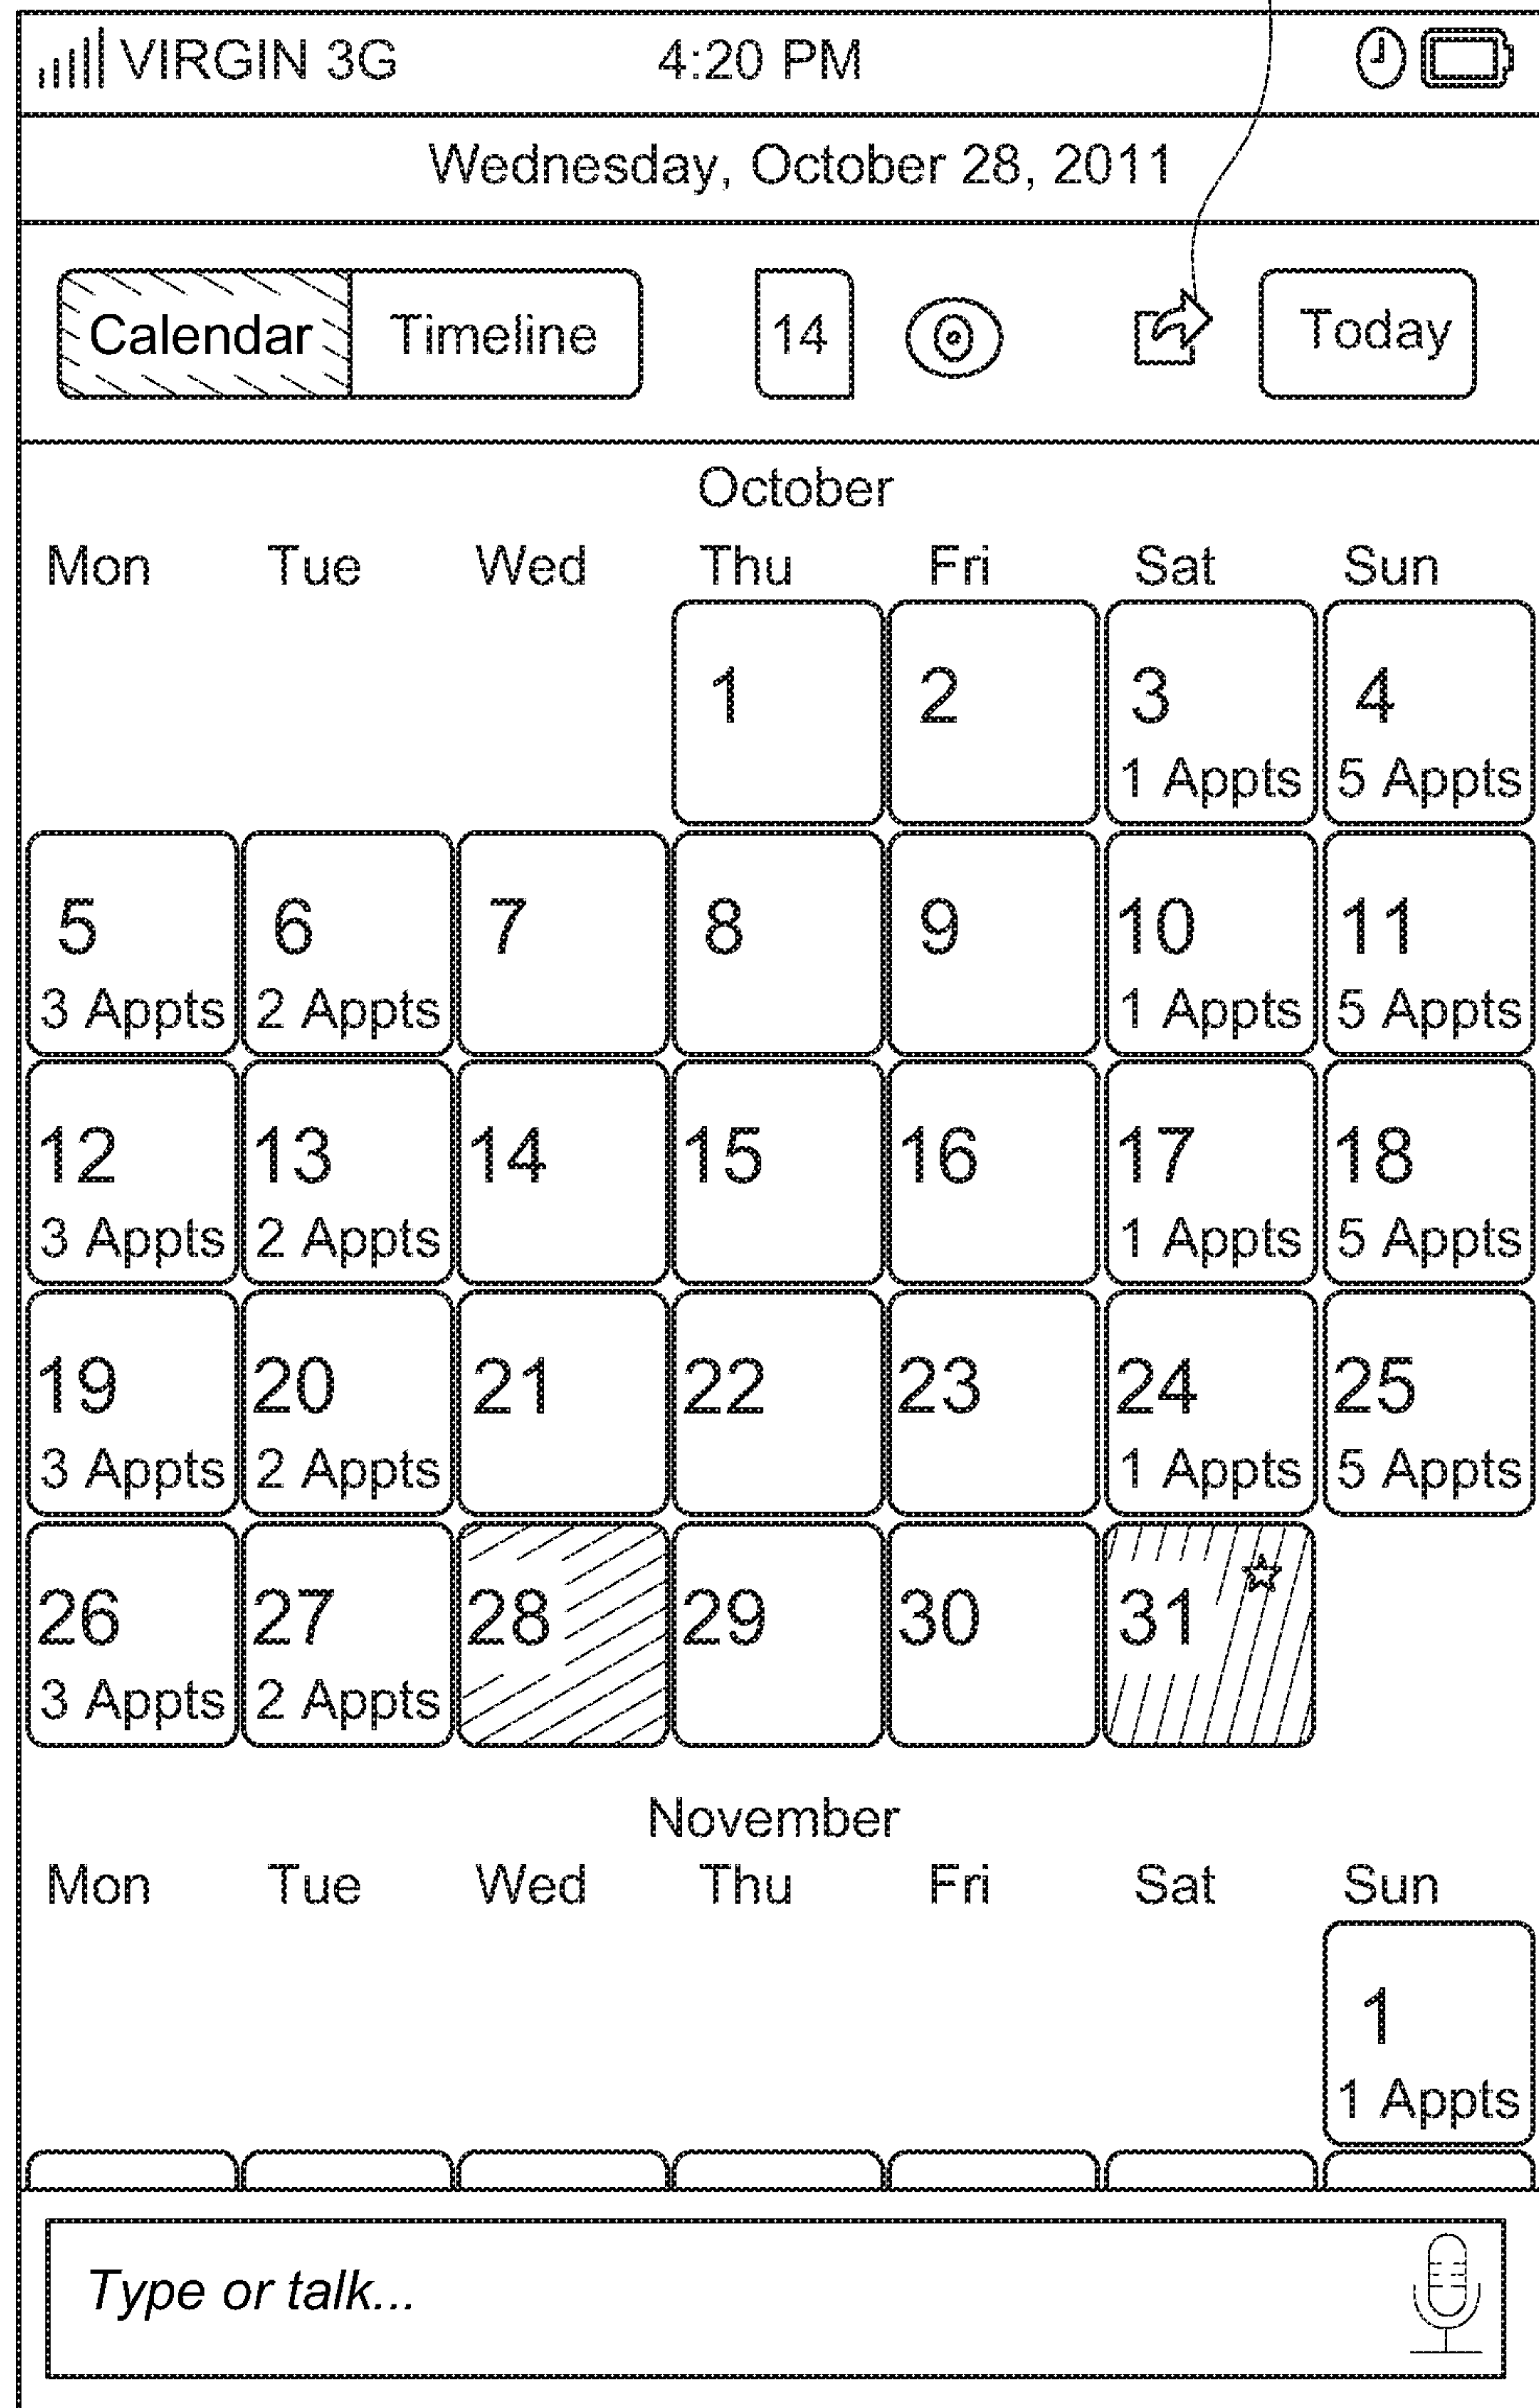 VIRGIN 3G 4:20 PM
Wednesday, October 28, 2011
Calendar Timeline 14 Today
October
Mon Tue Wed Thu Fri Sat Sun
1 2 3 4
1 Appts 5 Appts
5 6 7 8 9 10 11
3 Appts 2 Appts 1 Appts 5 Appts
12 13 14 15 16 17 18
3 Appts 2 Appts 1 Appts 5 Appts
19 20 21 22 23 24 25
3 Appts 2 Appts 1 Appts 5 Appts
26 27 28 29 30 31
3 Appts 2 Appts
November
Mon Tue Wed Thu Fri Sat Sun
1
1 Appts
Type or talk...